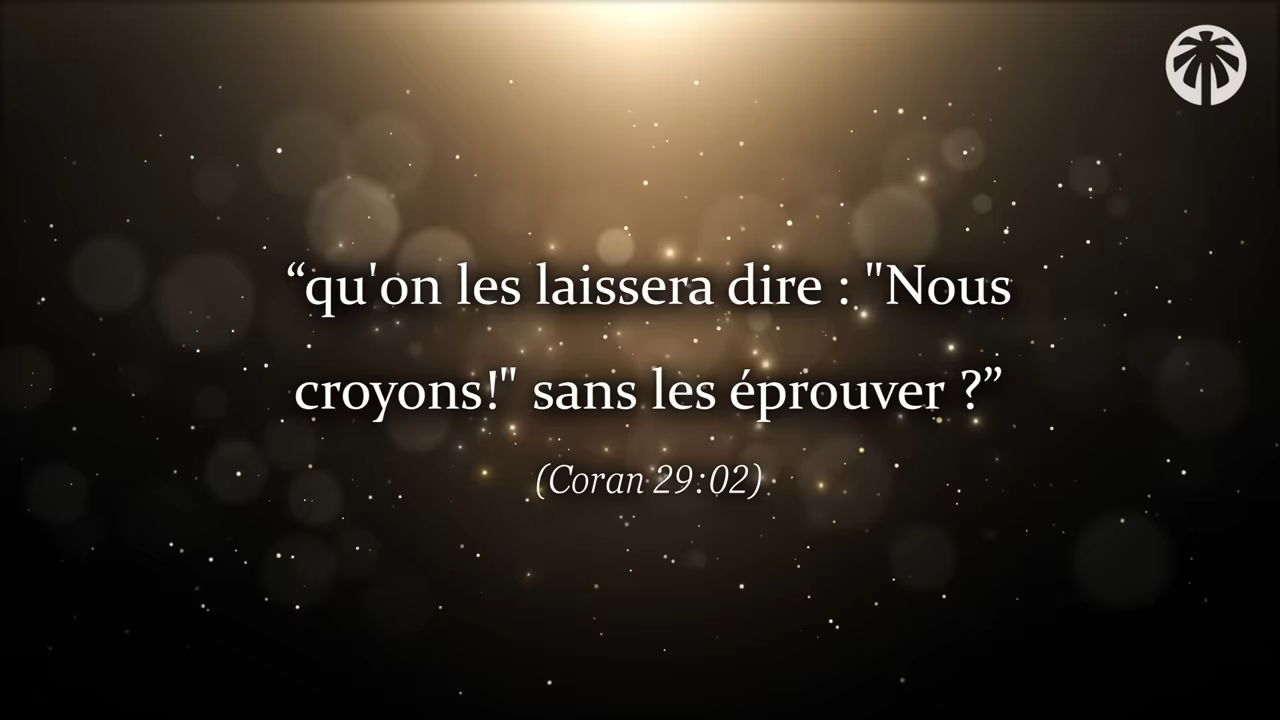 “qu'on les laissera dire : "Nous
croyons!" sans les éprouver ?”
(Coran 29:02)